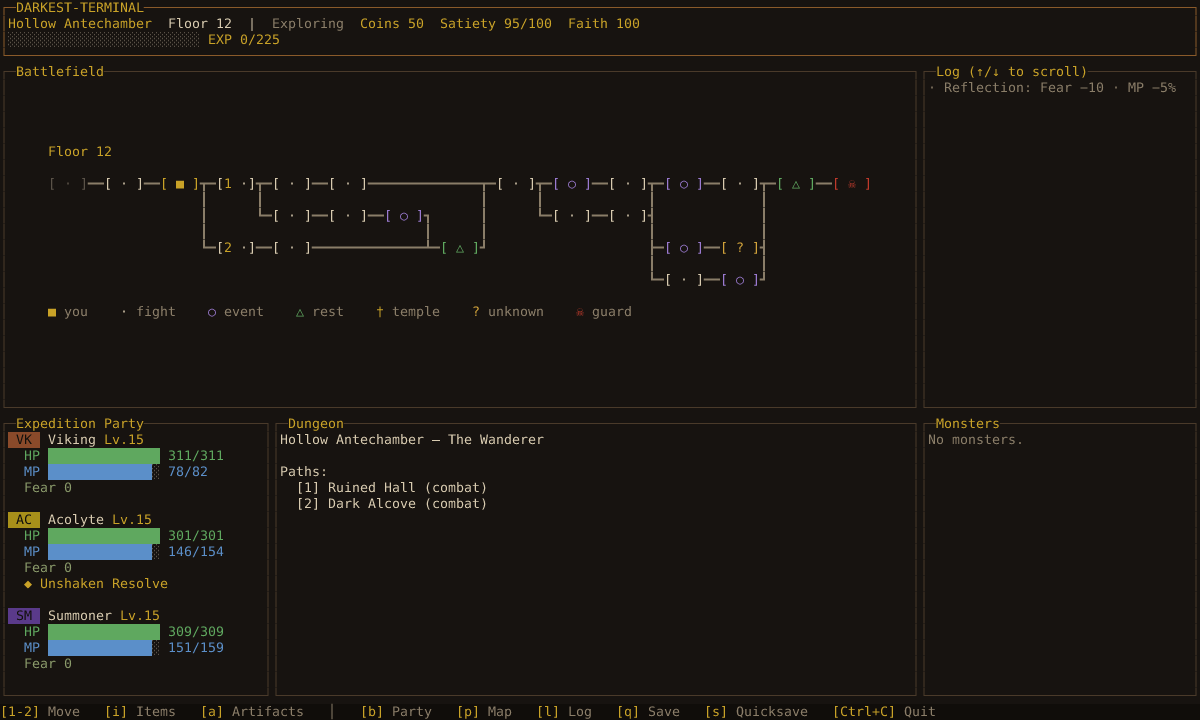 DARKEST-TERMINAL
Hollow Antechamber  Floor 12  |  Exploring  Coins 50  Satiety 95/100  Faith 100
EXP 0/225
Battlefield
Floor 12
[ · ]─[ · ]─[ ■ ]┬[1 ·]┬[ · ]─[ · ]──────────────┬─[ · ]┬[ ○ ]─[ · ]┬[ ○ ]─[ · ]┬[ △ ]─[ ☠ ]
└─[ · ]─[ · ]─[ ○ ]┐ └─[ · ]─[ · ]┤
└─[2 ·]─[ · ]──────────────┴─[ △ ]┘ ├─[ ○ ]─[ ? ]┤
└─[ · ]─[ ○ ]┘
■ you    · fight    ○ event    △ rest    † temple    ? unknown    ☠ guard
Log (↑/↓ to scroll)
· Reflection: Fear −10 · MP −5%
Expedition Party
VK Viking Lv.15
HP 311/311
MP 78/82
Fear 0
AC Acolyte Lv.15
HP 301/301
MP 146/154
Fear 0
◆ Unshaken Resolve
SM Summoner Lv.15
HP 309/309
MP 151/159
Fear 0
Dungeon
Hollow Antechamber — The Wanderer
Paths:
[1] Ruined Hall (combat)
[2] Dark Alcove (combat)
Monsters
No monsters.
[1-2] Move   [i] Items   [a] Artifacts   │   [b] Party   [p] Map   [l] Log   [q] Save   [s] Quicksave   [Ctrl+C] Quit